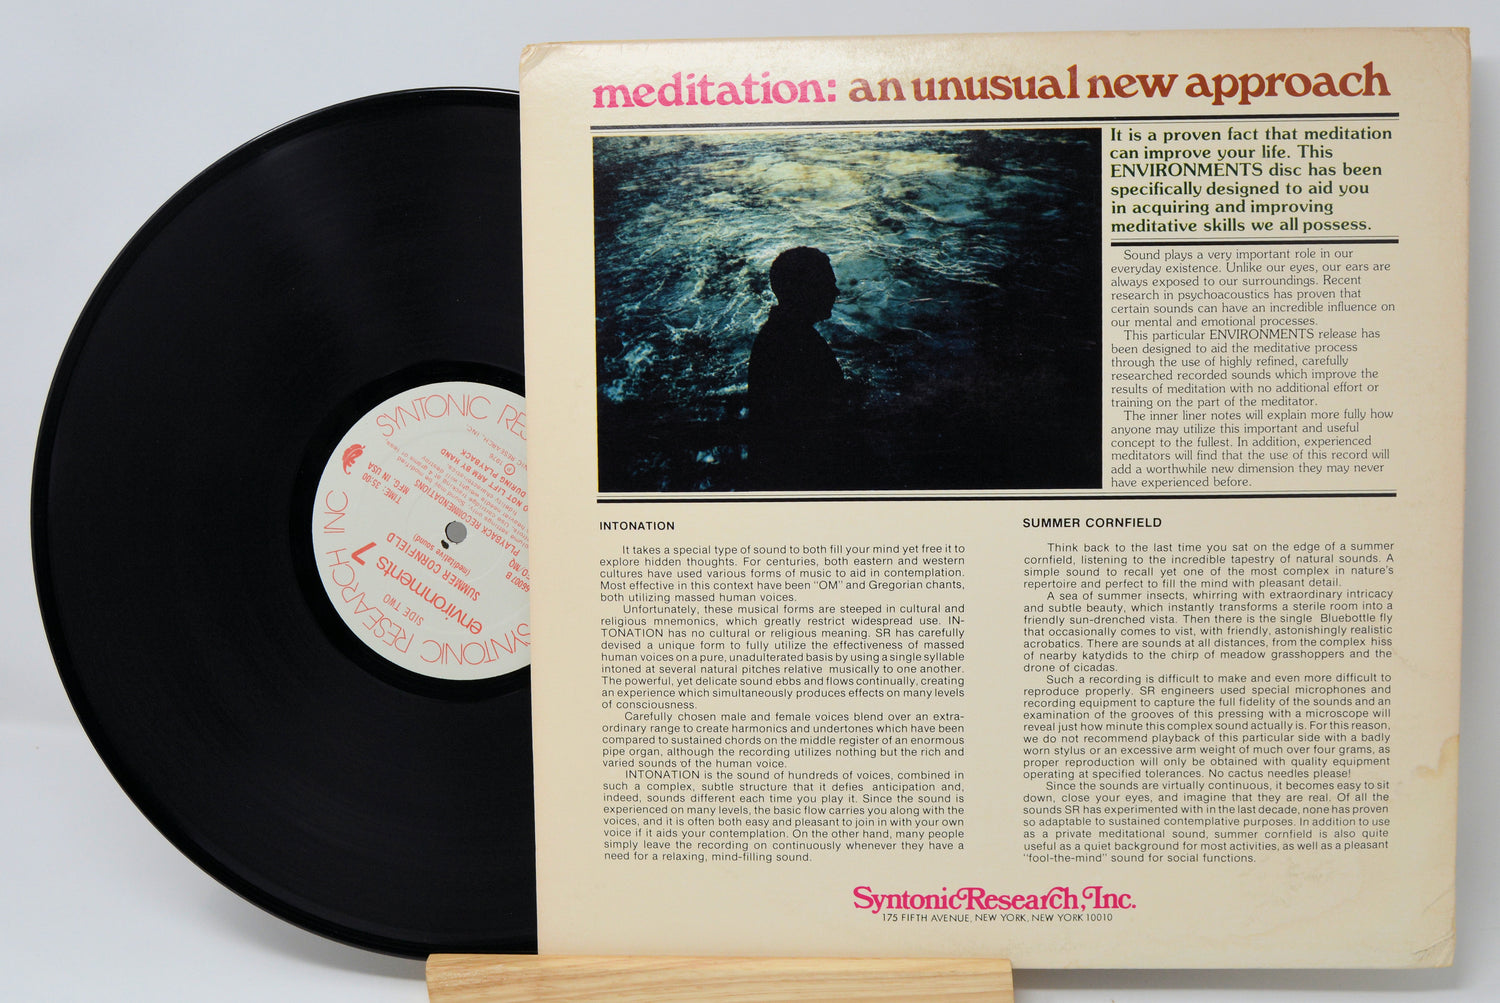 meditation: an unusual new approach
It is a proven fact that meditation
can improve your life. This
ENVIRONMENTS disc has been
specifically designed to aid you
in acquiring and improving
meditative skills we all possess.
Sound plays a very important role in our
everyday existence. Unlike our eyes, our ears are
always exposed to our surroundings. Recent
research in psychoacoustics has proven that
certain sounds can have an incredible influence on
our mental and emotional processes.
This particular ENVIRONMENTS release has
been designed to aid the meditative process
through the use of highly refined, carefully
researched recorded sounds which improve the
results of meditation with no additional effort or
training on the part of the meditator.
The inner liner notes will explain more fully how
anyone may utilize this important and useful
concept to the fullest. In addition, experienced
meditators will find that the use of this record will
add a worthwhile new dimension they may never
have experienced before.
INTONATION
It takes a special type of sound to both fill your mind yet free it to
explore hidden thoughts. For centuries, both eastern and western
cultures have used various forms of music to aid in contemplation.
Most effective in this context have been "OM" and Gregorian chants,
both utilizing massed human voices.
Unfortunately, these musical forms are steeped in cultural and
religious mnemonics, which greatly restrict widespread use. IN-
TONATION has no cultural or religious meaning. SR has carefully
devised a unique form to fully utilize the effectiveness of massed
human voices on a pure, unadulterated basis by using a single syllable
intoned at several natural pitches relative musically to one another.
The powerful, yet delicate sound ebbs and flows continually, creating
an experience which simultaneously produces effects on many levels
of consciousness.
Carefully chosen male and female voices blend over an extra-
ordinary range to create harmonics and undertones which have been
compared to sustained chords on the middle register of an enormous
pipe organ, although the recording utilizes nothing but the rich and
varied sounds of the human voice.
INTONATION is the sound of hundreds of voices, combined in
such a complex, subtle structure that it defies anticipation and,
indeed, sounds different each time you play it. Since the sound is
experienced on many levels, the basic flow carries you along with the
voices, and it is often both easy and pleasant to join in with your own
voice if it aids your contemplation. On the other hand, many people
simply leave the recording on continuously whenever they have a
need for a relaxing, mind-filling sound.
SUMMER CORNFIELD
Think back to the last time you sat on the edge of a summer
cornfield, listening to the incredible tapestry of natural sounds. A
simple sound to recall yet one of the most complex in nature's
repertoire and perfect to fill the mind with pleasant detail.
A sea of summer insects, whirring with extraordinary intricacy
and subtle beauty, which instantly transforms a sterile room into a
friendly sun-drenched vista. Then there is the single Bluebottle fly
that occasionally comes to vist, with friendly, astonishingly realistic
acrobatics. There are sounds at all distances, from the complex hiss
of nearby katydids to the chirp of meadow grasshoppers and the
drone of cicadas.
Such a recording is difficult to make and even more difficult to
reproduce properly. SR engineers used special microphones and
recording equipment to capture the full fidelity of the sounds and an
examination of the grooves of this pressing with a microscope will
reveal just how minute this complex sound actually is. For this reason,
we do not recommend playback of this particular side with a badly
worn stylus or an excessive arm weight of much over four grams, as
proper reproduction will only be obtained with quality equipment
operating at specified tolerances. No cactus needles please!
Since the sounds are virtually continuous, it becomes easy to sit
down, close your eyes, and imagine that they are real. Of all the
sounds SR has experimented with in the last decade, none has proven
so adaptable to sustained contemplative purposes. In addition to use
as a private meditational sound, summer cornfield is also quite
useful as a quiet background for most activities, as well as a pleasant
"fool-the-mind" sound for social functions.
Syntonic Research, Inc.
175 FIFTH AVENUE, NEW YORK, NEW YORK 10010
SYNTONIC RESEARCH INC
SYNTONIC RES
SIDE TWO
environments 7
SUMMER CORNFIELD
(meditative sound)
66007 B
PLAYBACK RECOMMENDATIONS
TIME: 35:00
MFG. IN USA
O NOT LIFT ARM BY HAND
DURING PLAYBACK